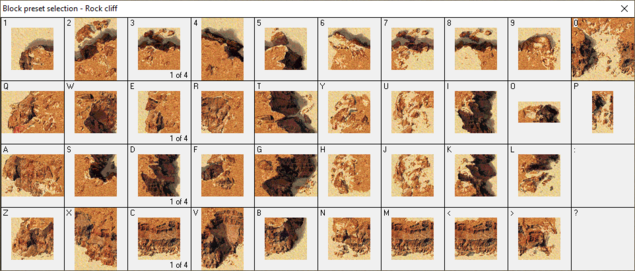 Block preset selection - Rock cliff
1 2 3 4 5 6 7 8 9 0
1 of 4
Q W E R T Y U I O P
1 of 4
A S D F G H J K L :
1 of 4
Z X C V B N M < > ?
1 of 4